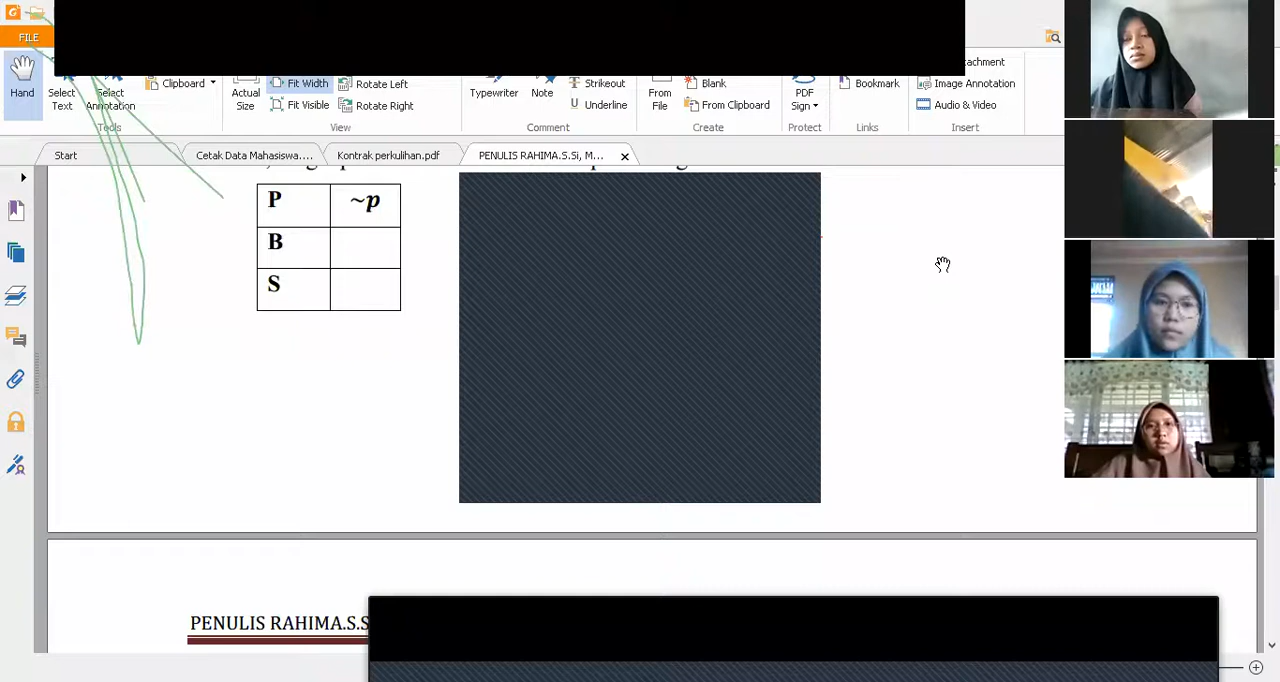 FILE
Hand
Select
Text
Select
Annotation
Clipboard
Tools
Actual
Size
Fit Width
Fit Visible
Rotate Left
Rotate Right
View
Typewriter
Note
Strikeout
Underline
Comment
From
File
Blank
From Clipboard
Create
PDF
Sign
Protect
Bookmark
Links
Image Annotation
Audio & Video
Insert
Start
Cetak Data Mahasiswa....
Kontrak perkulihan.pdf
PENULIS RAHIMA.S.Si, M...
P ~p
B
S
PENULIS RAHIMA.S.S